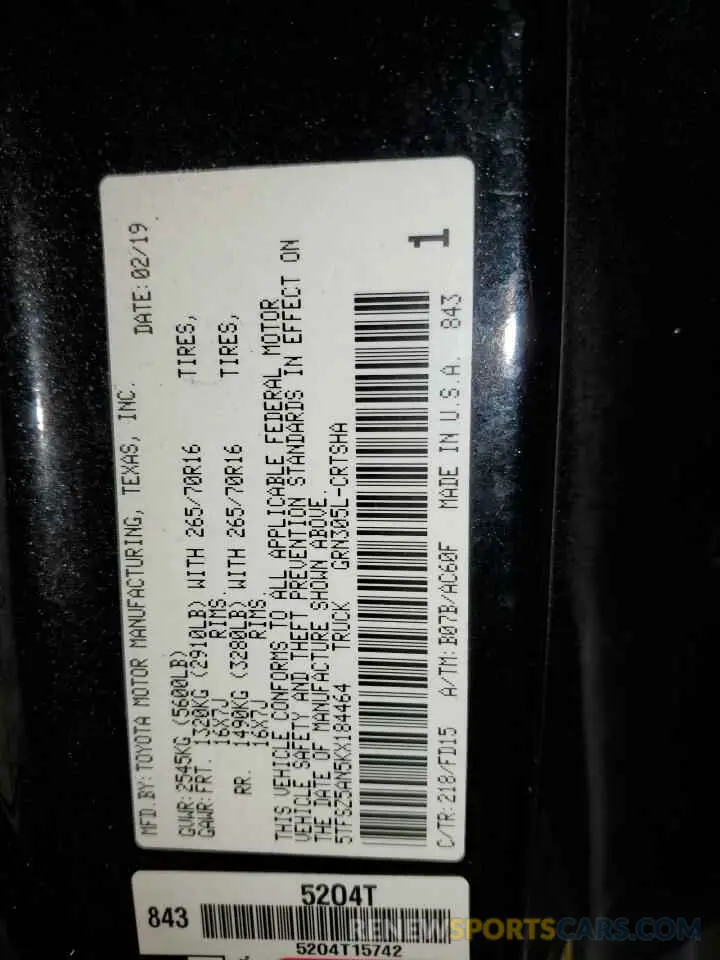 MFD. BY: TOYOTA MOTOR MANUFACTURING, TEXAS, INC. DATE: 02/19
GVWR: 2545KG (5600LB)
GAWR: FRT. 1320KG (2910LB) WITH 265/70R16 TIRES,
16X7J RIMS.
RR. 1490KG (3280LB) WITH 265/70R16 TIRES,
16X7J RIMS.
THIS VEHICLE CONFORMS TO ALL APPLICABLE FEDERAL MOTOR
VEHICLE SAFETY AND THEFT PREVENTION STANDARDS IN EFFECT ON
THE DATE OF MANUFACTURE SHOWN ABOVE.
5TFSZ5AN5KX184464 TRUCK GRN305L-CRTSHA
1
C/TR: 218/FD15 A/TM: B07B/AC60F MADE IN U.S.A. 843
5204T
843
5204T15742
RENEWSPORTSCARS.COM